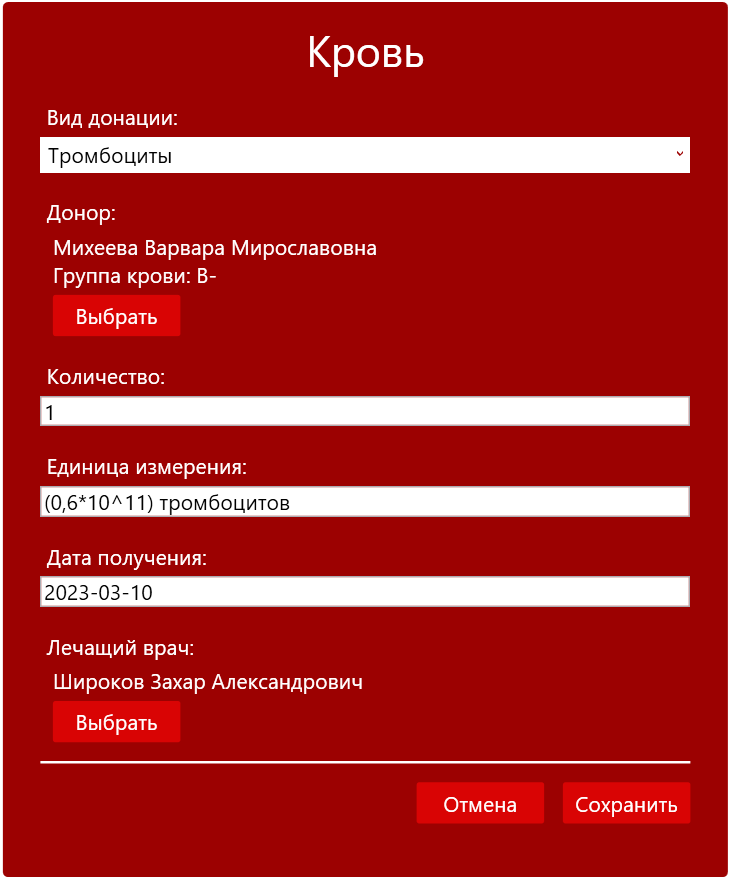 Кровь
Вид донации:
Тромбоциты
Донор:
Михеева Варвара Мирославовна
Группа крови: B-
Выбрать
Количество:
1
Единица измерения:
(0,6*10^11) тромбоцитов
Дата получения:
2023-03-10
Лечащий врач:
Широков Захар Александрович
Выбрать
Отмена
Сохранить